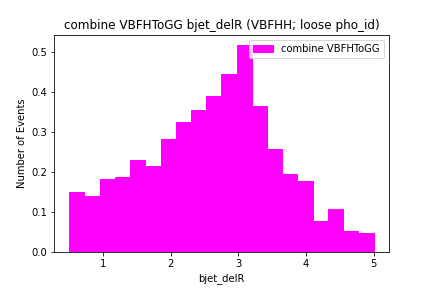 combine VBFHToGG bjet_delR (VBFHH; loose pho_id)
combine VBFHToGG
Number of Events
0.5
0.4
0.3
0.2
0.1
0.0
1
2
3
4
5
bjet_delR